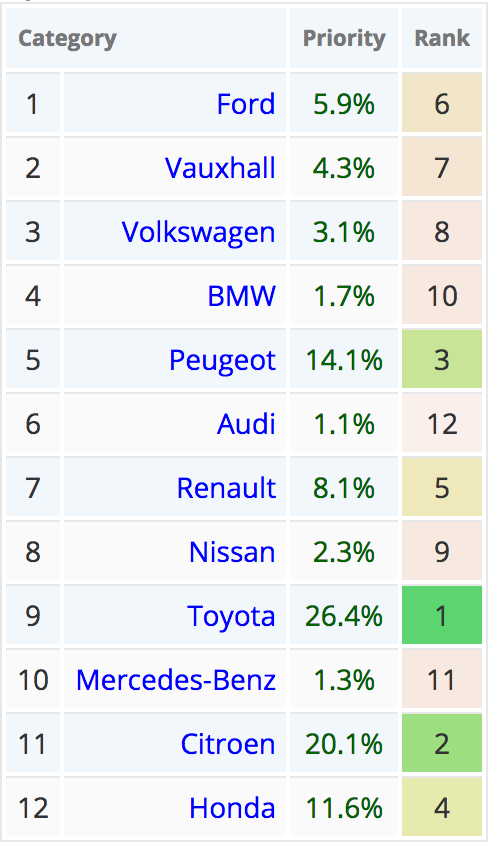 Category Priority Rank
1 Ford 5.9% 6
2 Vauxhall 4.3% 7
3 Volkswagen 3.1% 8
4 BMW 1.7% 10
5 Peugeot 14.1% 3
6 Audi 1.1% 12
7 Renault 8.1% 5
8 Nissan 2.3% 9
9 Toyota 26.4% 1
10 Mercedes-Benz 1.3% 11
11 Citroen 20.1% 2
12 Honda 11.6% 4